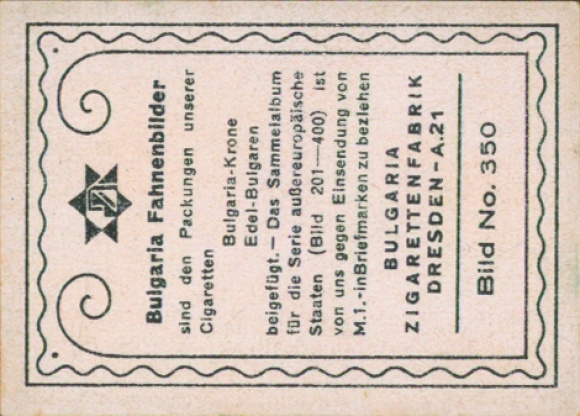 Bulgaria Fahnenbilder
sind den Packungen unserer
Cigaretten
Bulgaria-Krone
Edel-Bulgaren
beigefügt.— Das Sammelalbum
für die Serie außereuropäische
Staaten (Bild 201—400) ist
von uns gegen Einsendung von
M.1.-inBriefmarken zu beziehen
BULGARIA
ZIGARETTENFABRIK
DRESDEN-A.21
Bild No. 350